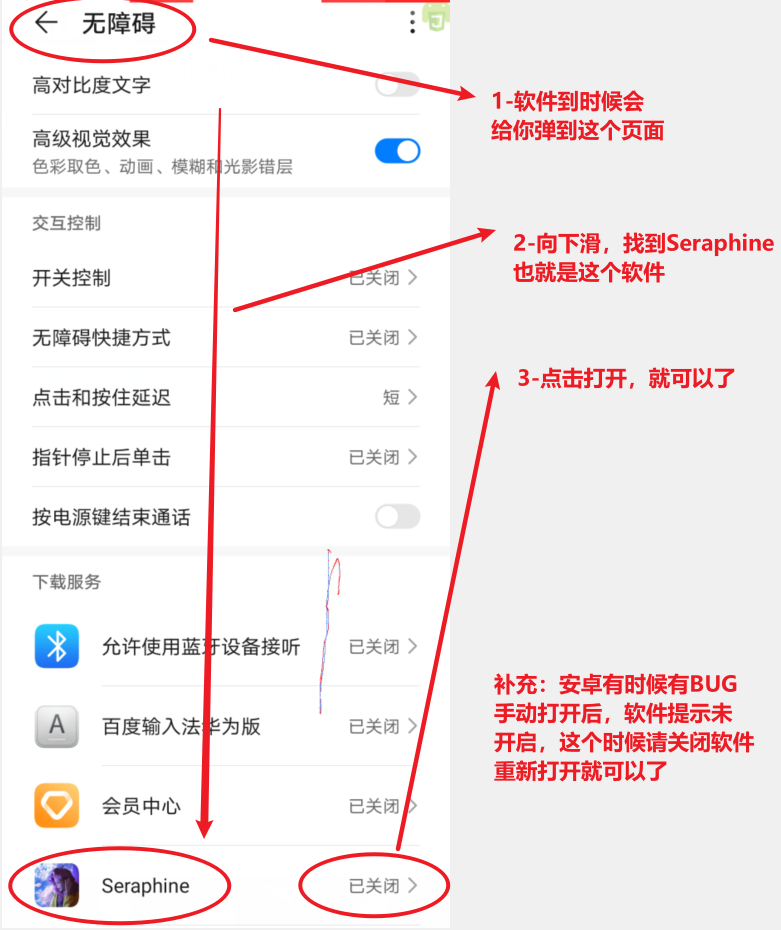 无障碍
高对比度文字
高级视觉效果
色彩取色、动画、模糊和光影错层
交互控制
开关控制
已关闭
无障碍快捷方式
已关闭
点击和按住延迟
短
指针停止后单击
已关闭
按电源键结束通话
下载服务
允许使用蓝牙设备接听
已关闭
A
百度输入法华为版
已关闭
会员中心
已关闭
Seraphine
已关闭
1-软件到时候会
给你弹到这个页面
2-向下滑，找到Seraphine
也就是这个软件
3-点击打开，就可以了
补充：安卓有时候有BUG
手动打开后，软件提示未
开启，这个时候请关闭软件
重新打开就可以了